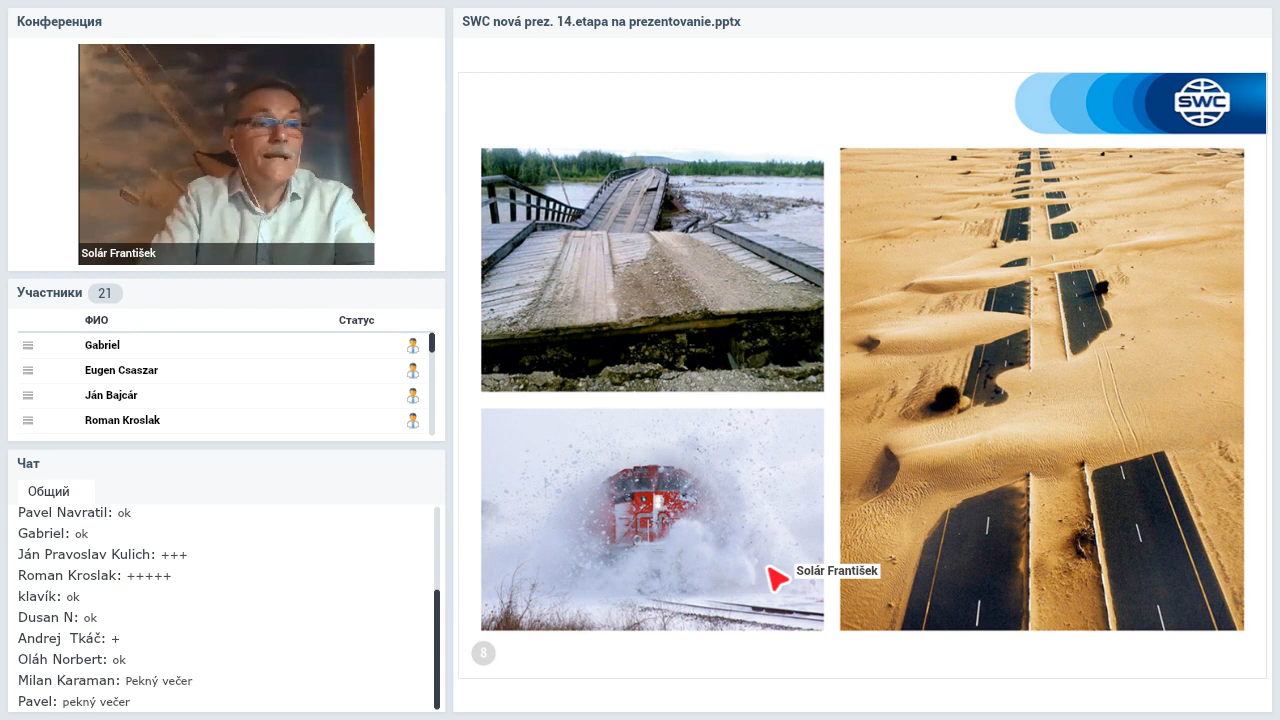 Конференция
Solár František
Участники 21
ФИО Статус
Gabriel
Eugen Csaszar
Ján Bajcár
Roman Kroslak
Чат
Общий
Pavel Navratil: ok
Gabriel: ok
Ján Pravoslav Kulich: +++
Roman Kroslak: +++++
klavík: ok
Dusan N: ok
Andrej Tkáč: +
Oláh Norbert: ok
Milan Karaman: Pekný večer
Pavel: pekný večer
SWC nová prez. 14.etapa na prezentovanie.pptx
SWC
Solár František
8